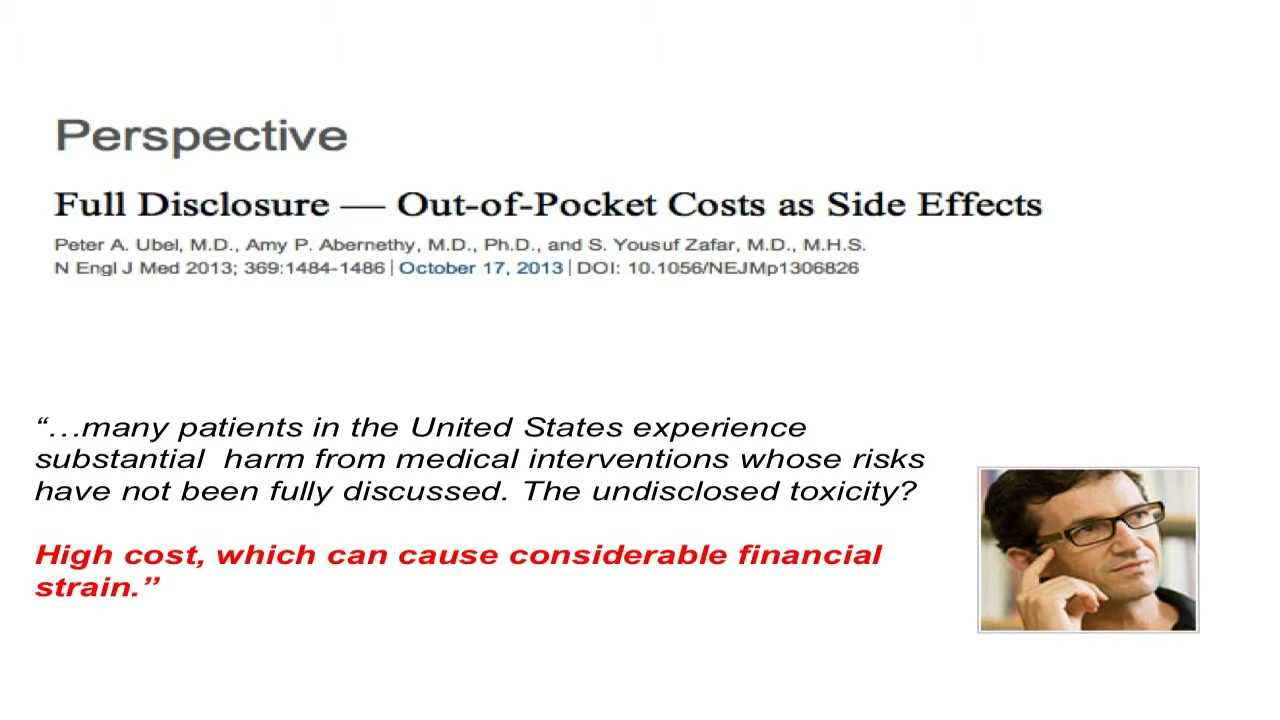 Perspective
Full Disclosure — Out-of-Pocket Costs as Side Effects
Peter A. Ubel, M.D., Amy P. Abernethy, M.D., Ph.D., and S. Yousuf Zafar, M.D., M.H.S.
N Engl J Med 2013; 369:1484-1486 | October 17, 2013 | DOI: 10.1056/NEJMp1306826
“…many patients in the United States experience
substantial  harm from medical interventions whose risks
have not been fully discussed. The undisclosed toxicity?
High cost, which can cause considerable financial
strain.”